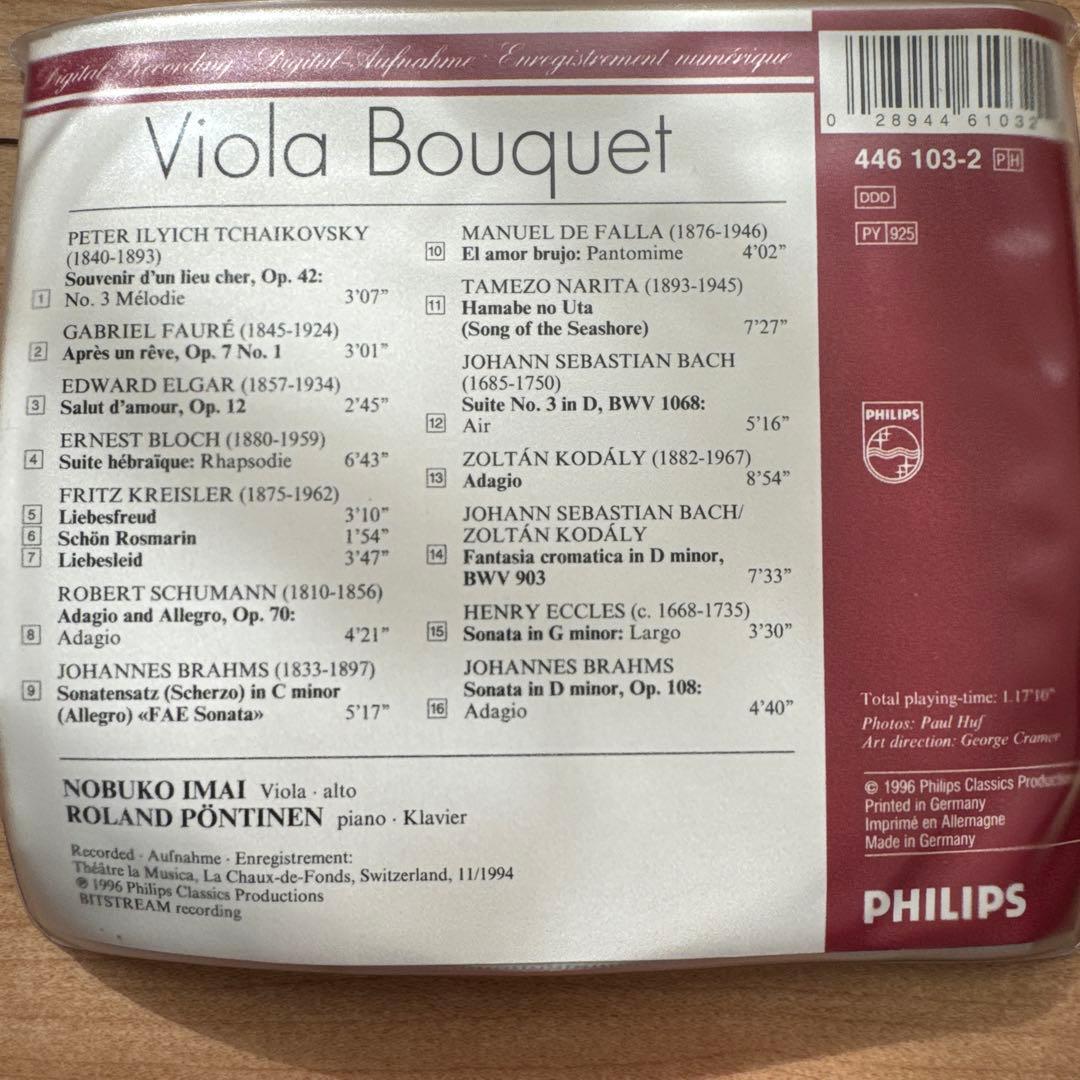 Digital Recording · Digital-Aufnahme · Enregistrement numérique
Viola Bouquet
PETER ILYICH TCHAIKOVSKY
(1840-1893)
Souvenir d'un lieu cher, Op. 42:
1 No. 3 Mélodie 3'07"
GABRIEL FAURÉ (1845-1924)
2 Après un rêve, Op. 7 No. 1 3'01"
EDWARD ELGAR (1857-1934)
3 Salut d'amour, Op. 12 2'45"
ERNEST BLOCH (1880-1959)
4 Suite hébraïque: Rhapsodie 6'43"
FRITZ KREISLER (1875-1962)
5 Liebesfreud 3'10"
6 Schön Rosmarin 1'54"
7 Liebesleid 3'47"
ROBERT SCHUMANN (1810-1856)
Adagio and Allegro, Op. 70:
8 Adagio 4'21"
JOHANNES BRAHMS (1833-1897)
9 Sonatensatz (Scherzo) in C minor
(Allegro) «FAE Sonata» 5'17"
MANUEL DE FALLA (1876-1946)
10 El amor brujo: Pantomime 4'02"
TAMEZO NARITA (1893-1945)
11 Hamabe no Uta
(Song of the Seashore) 7'27"
JOHANN SEBASTIAN BACH
(1685-1750)
Suite No. 3 in D, BWV 1068:
12 Air 5'16"
ZOLTÁN KODÁLY (1882-1967)
13 Adagio 8'54"
JOHANN SEBASTIAN BACH/
ZOLTÁN KODÁLY
14 Fantasia cromatica in D minor,
BWV 903 7'33"
HENRY ECCLES (c. 1668-1735)
15 Sonata in G minor: Largo 3'30"
JOHANNES BRAHMS
Sonata in D minor, Op. 108:
16 Adagio 4'40"
NOBUKO IMAI Viola · alto
ROLAND PÖNTINEN piano · Klavier
Recorded · Aufnahme · Enregistrement:
Théâtre la Musica, La Chaux-de-Fonds, Switzerland, 11/1994
℗ 1996 Philips Classics Productions
BITSTREAM recording
0 28944 61032
446 103-2 PH
DDD
PY 925
PHILIPS
Total playing-time: 1.17'10"
Photos: Paul Huf
Art direction: George Cramer
© 1996 Philips Classics
Printed in Germany
Imprimé en Allemagne
Made in Germany
PHILIPS